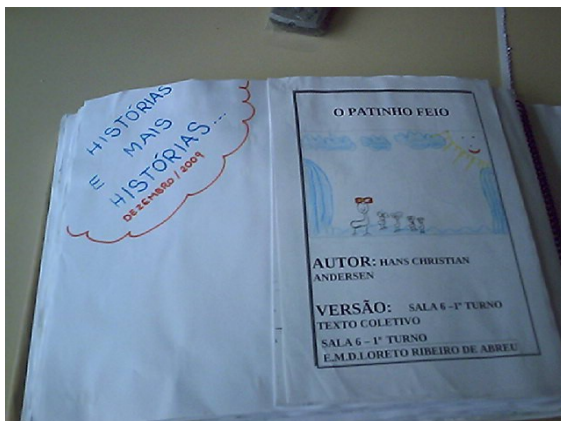 HISTÓRIAS
E MAIS
HISTÓRIAS...
DEZEMBRO/2009
O PATINHO FEIO
AUTOR: HANS CHRISTIAN
ANDERSEN
VERSÃO: SALA 6 –1º TURNO
TEXTO COLETIVO
SALA 6 – 1º TURNO
E.M.D.LORETO RIBEIRO DE ABREU